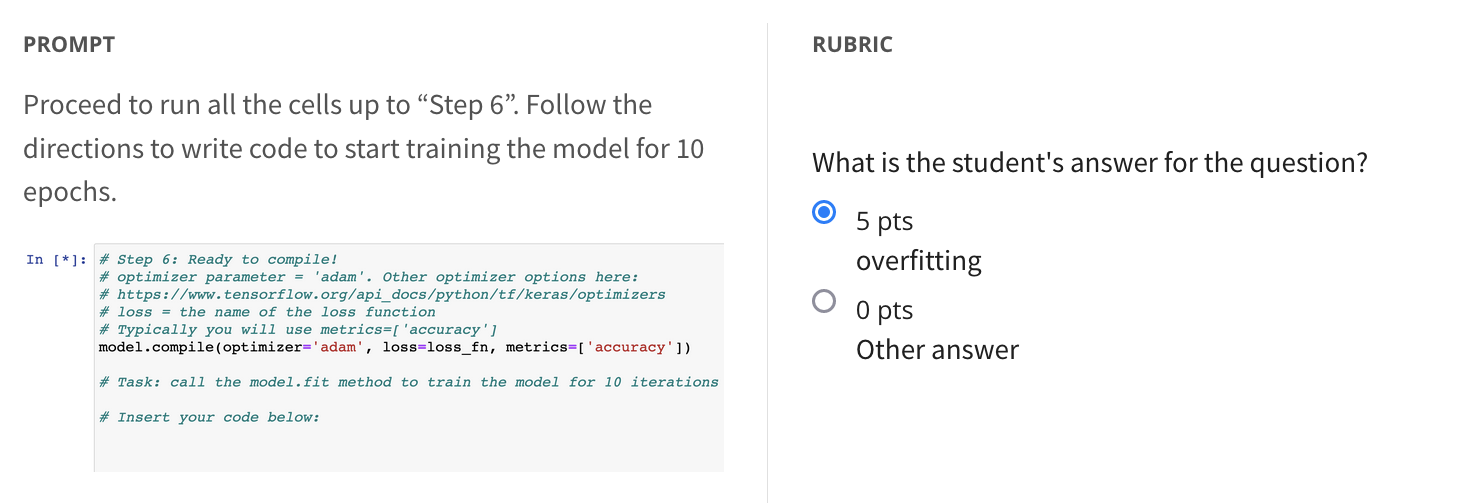 PROMPT
Proceed to run all the cells up to “Step 6”. Follow the
directions to write code to start training the model for 10
epochs.
In [*]:
# Step 6: Ready to compile!
# optimizer parameter = 'adam'. Other optimizer options here:
# https://www.tensorflow.org/api_docs/python/tf/keras/optimizers
# loss = the name of the loss function
# Typically you will use metrics=['accuracy']
model.compile(optimizer='adam', loss=loss_fn, metrics=['accuracy'])
# Task: call the model.fit method to train the model for 10 iterations
# Insert your code below:
RUBRIC
What is the student's answer for the question?
5 pts
overfitting
0 pts
Other answer